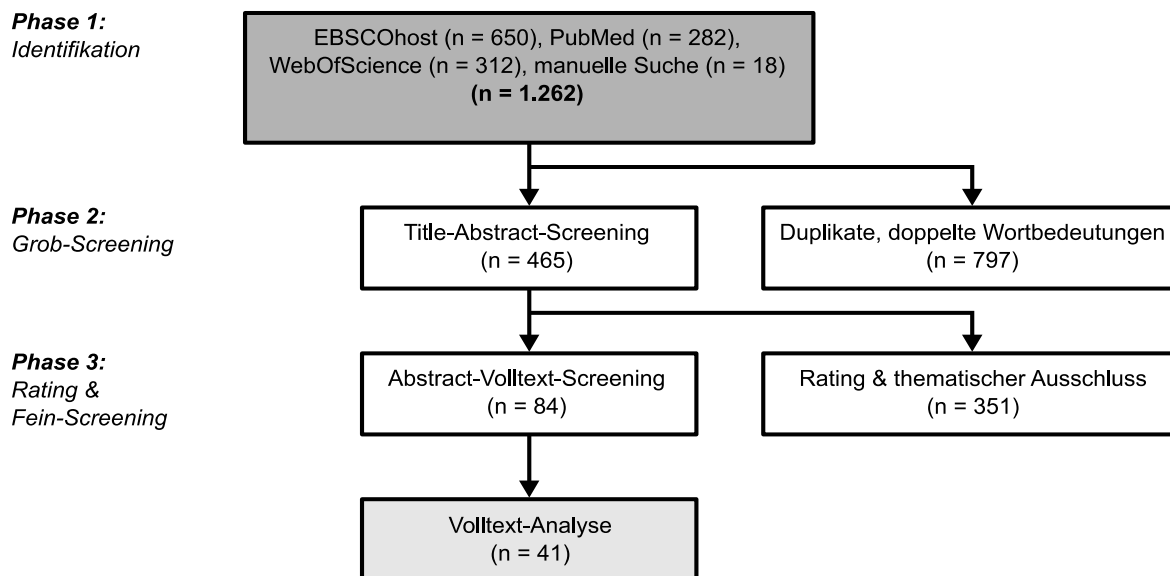 Phase 1:
Identifikation
EBSCOhost (n = 650), PubMed (n = 282),
WebOfScience (n = 312), manuelle Suche (n = 18)
(n = 1.262)
Phase 2:
Grob-Screening
Title-Abstract-Screening
(n = 465)
Duplikate, doppelte Wortbedeutungen
(n = 797)
Phase 3:
Rating &
Fein-Screening
Abstract-Volltext-Screening
(n = 84)
Rating & thematischer Ausschluss
(n = 351)
Volltext-Analyse
(n = 41)